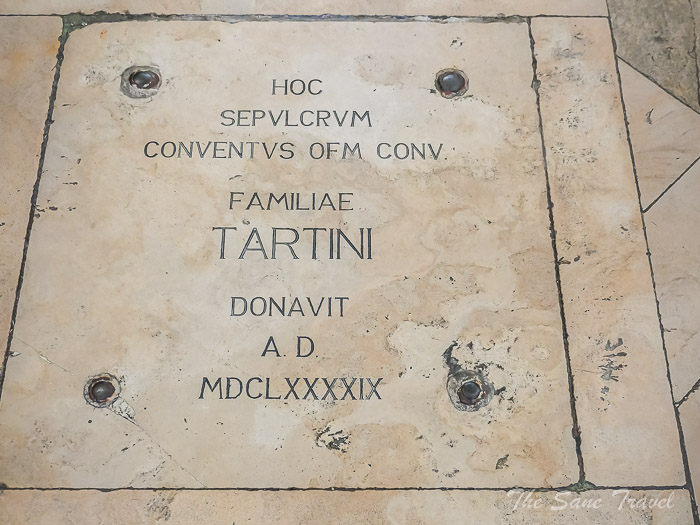 HOC
SEPVLCRVM
CONVENTVS OFM CONV
FAMILIAE
TARTINI
DONAVIT
A. D.
MDCLXXXXIX
The Sane Travel